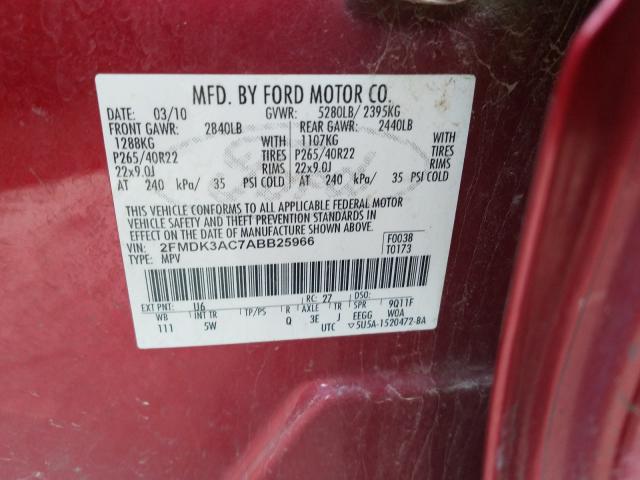 MFD. BY FORD MOTOR CO.
DATE: 03/10 GVWR: 5280LB/ 2395KG
FRONT GAWR: 2840LB REAR GAWR: 2440LB
1288KG WITH 1107KG WITH
P265/40R22 TIRES P265/40R22 TIRES
22x9.0J RIMS 22x9.0J RIMS
AT 240 kPa/ 35 PSI COLD AT 240 kPa/ 35 PSI COLD
THIS VEHICLE CONFORMS TO ALL APPLICABLE FEDERAL MOTOR
VEHICLE SAFETY AND THEFT PREVENTION STANDARDS IN
EFFECT ON THE DATE OF MANUFACTURE SHOWN ABOVE.
VIN: 2FMDK3AC7ABB25966 F0038
TYPE: MPV T0173
EXT PNT: U6 RC: 27 DSO: 9Q11F
WB INT TR TP/PS R AXLE TR SPR W0A
111 5W Q 3E J EEGG
UTC ▽5U5A-1520472-BA
Ford